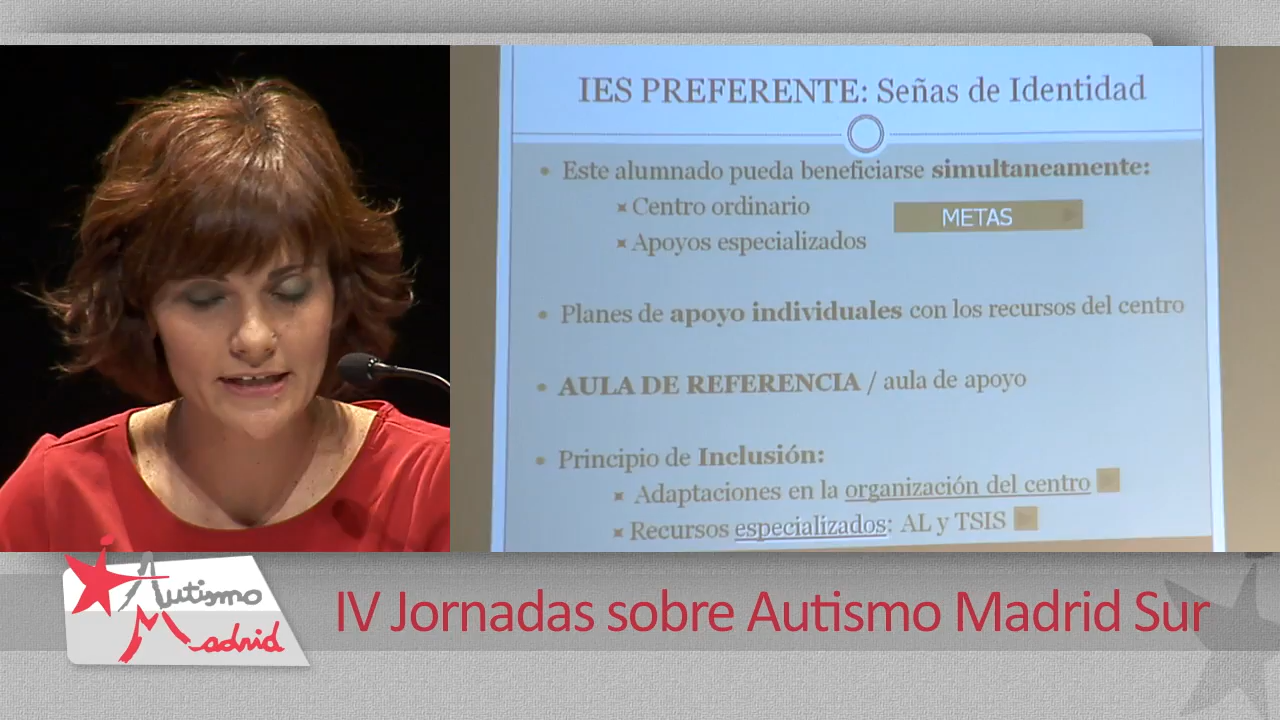 IES PREFERENTE: Señas de Identidad
• Este alumnado pueda beneficiarse simultaneamente:
× Centro ordinario
METAS
× Apoyos especializados
• Planes de apoyo individuales con los recursos del centro
• AULA DE REFERENCIA / aula de apoyo
• Principio de Inclusión:
× Adaptaciones en la organización del centro
× Recursos especializados: AL y TSIS
Autismo
Madrid
IV Jornadas sobre Autismo Madrid Sur